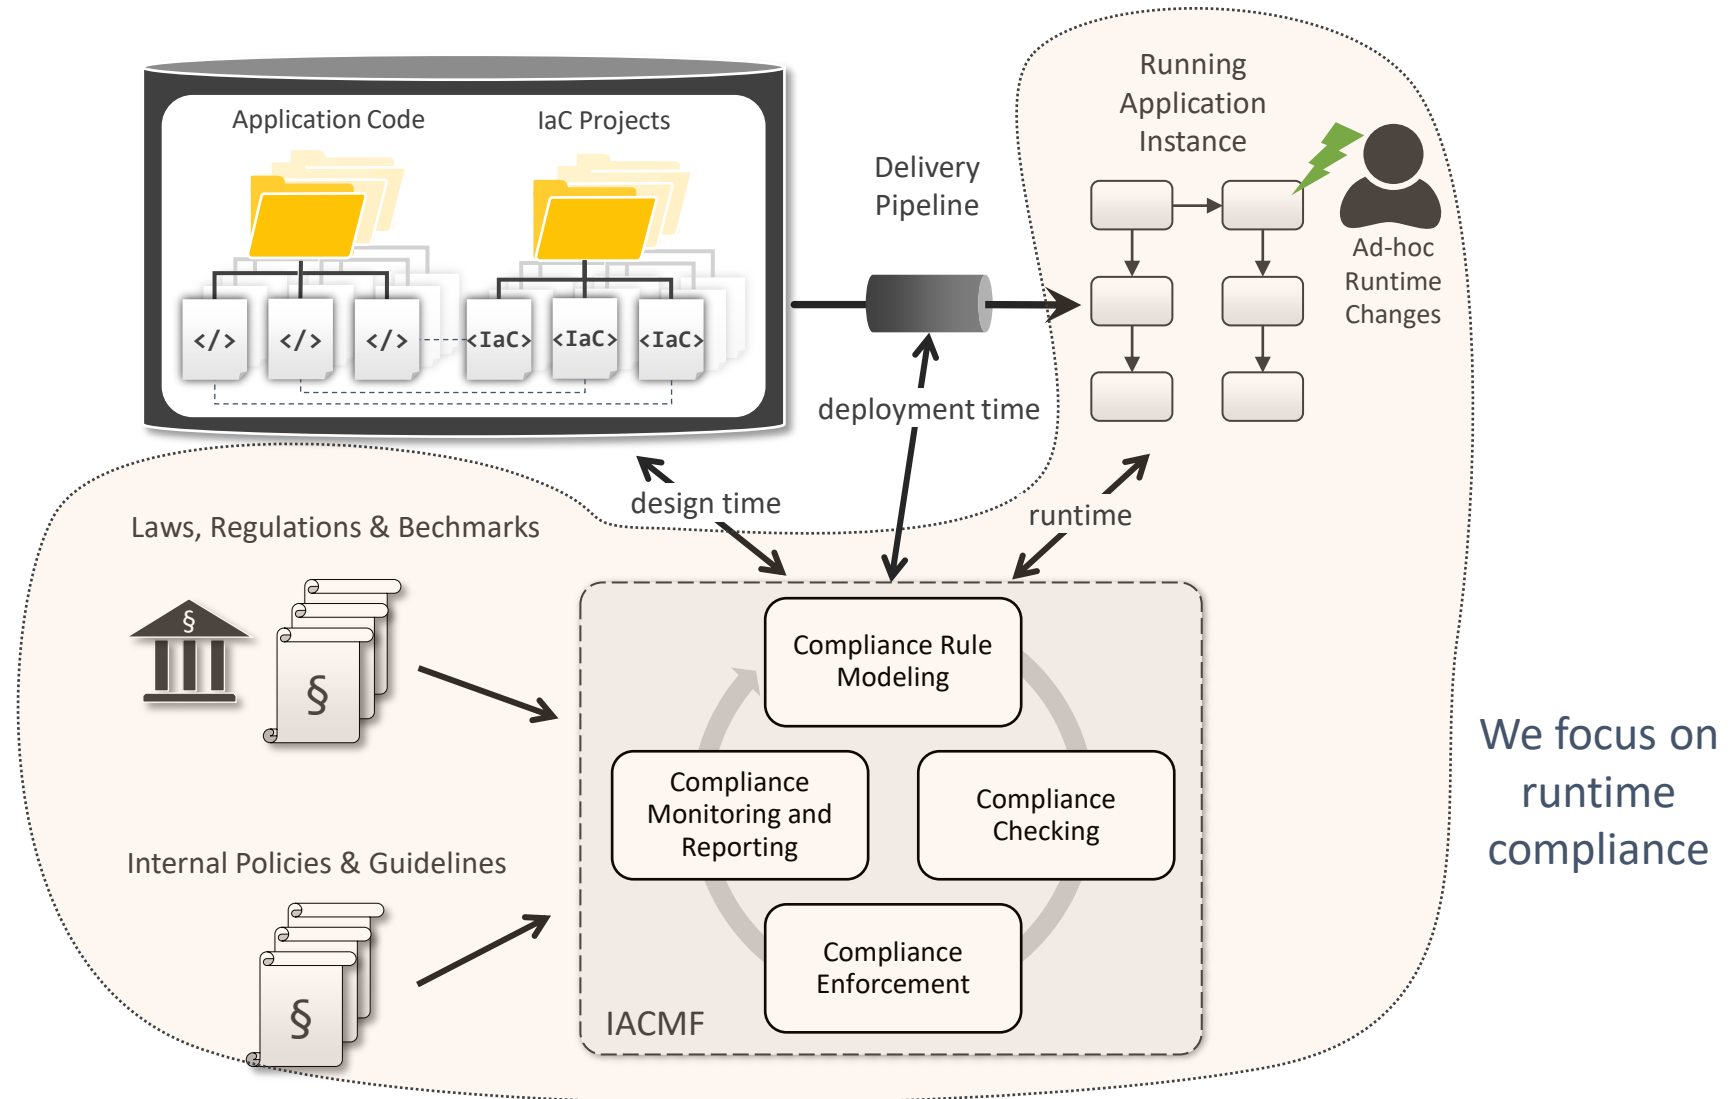 Application Code
IaC Projects
</>
</>
</>
<IaC>
<IaC>
<IaC>
Delivery
Pipeline
Running
Application
Instance
Ad-hoc
Runtime
Changes
deployment time
design time
runtime
Laws, Regulations & Bechmarks
§
§
Internal Policies & Guidelines
§
Compliance Rule
Modeling
Compliance
Monitoring and
Reporting
Compliance
Checking
Compliance
Enforcement
IACMF
We focus on
runtime
compliance